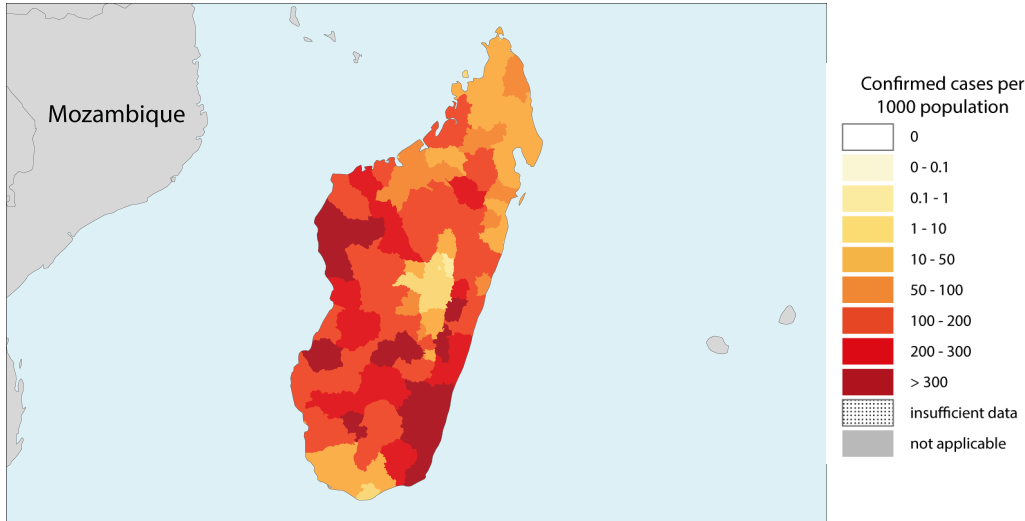 Mozambique
Confirmed cases per
1000 population
0
0 - 0.1
0.1 - 1
1 - 10
10 - 50
50 - 100
100 - 200
200 - 300
> 300
insufficient data
not applicable